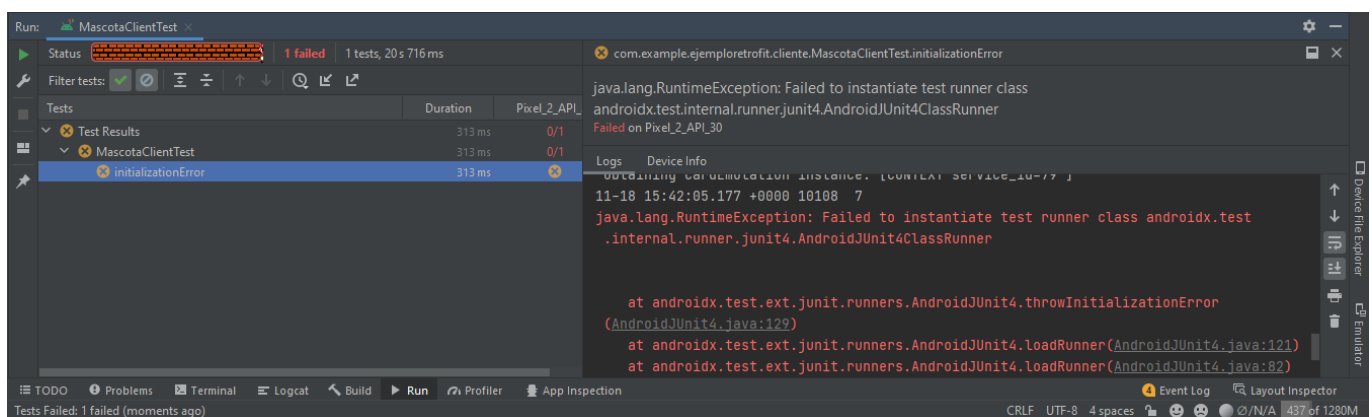 Run: MascotaClientTest
Status 1 failed 1 tests, 20 s 716 ms
Filter tests:
Tests Duration Pixel_2_API_
Test Results 313 ms 0/1
MascotaClientTest 313 ms 0/1
initializationError 313 ms
com.example.ejemploretrofit.cliente.MascotaClientTest.initializationError
java.lang.RuntimeException: Failed to instantiate test runner class
androidx.test.internal.runner.junit4.AndroidJUnit4ClassRunner
Failed on Pixel_2_API_30
Logs Device Info
obtaining CardEmulation instance. [CONTEXT service_id=79 ]
11-18 15:42:05.177 +0000 10108 7
java.lang.RuntimeException: Failed to instantiate test runner class androidx.test
.internal.runner.junit4.AndroidJUnit4ClassRunner
at androidx.test.ext.junit.runners.AndroidJUnit4.throwInitializationError
(AndroidJUnit4.java:129)
at androidx.test.ext.junit.runners.AndroidJUnit4.loadRunner(AndroidJUnit4.java:121)
at androidx.test.ext.junit.runners.AndroidJUnit4.loadRunner(AndroidJUnit4.java:82)
Device File Explorer
Emulator
TODO Problems Terminal Logcat Build Run Profiler App Inspection 4 Event Log Layout Inspector
Tests Failed: 1 failed (moments ago) CRLF UTF-8 4 spaces Ø/N/A 437 of 1280M